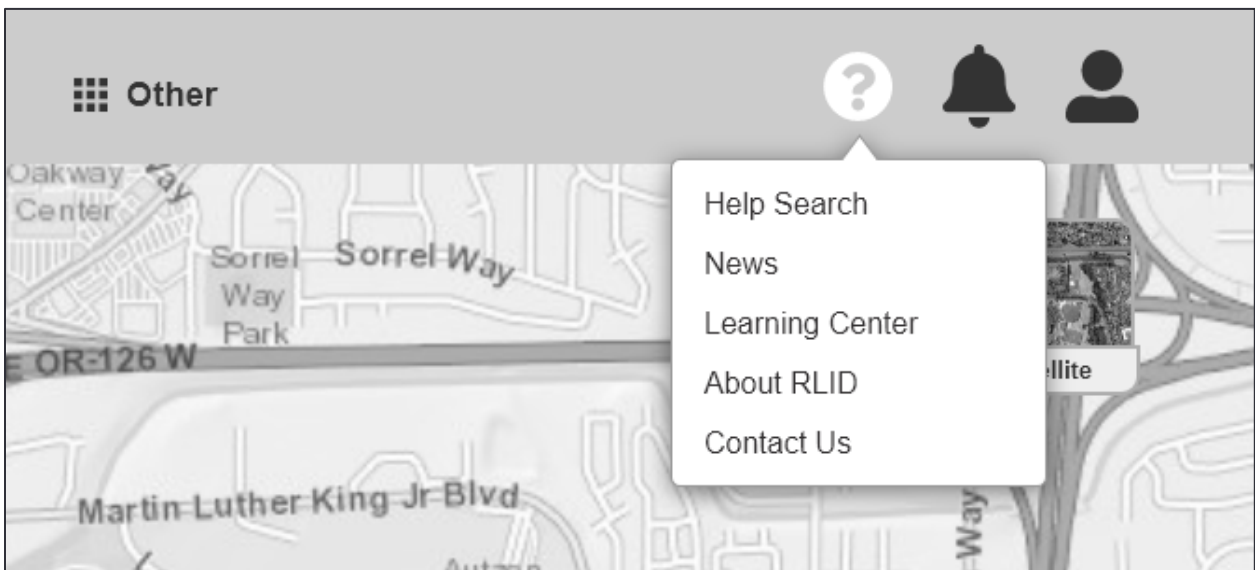 Other
?
Help Search
News
Learning Center
About RLID
Contact Us
Oakway
Center
Way
Sorrel
Way
Park
Sorrel Way
E OR-126 W
ellite
Martin Luther King Jr Blvd
Way